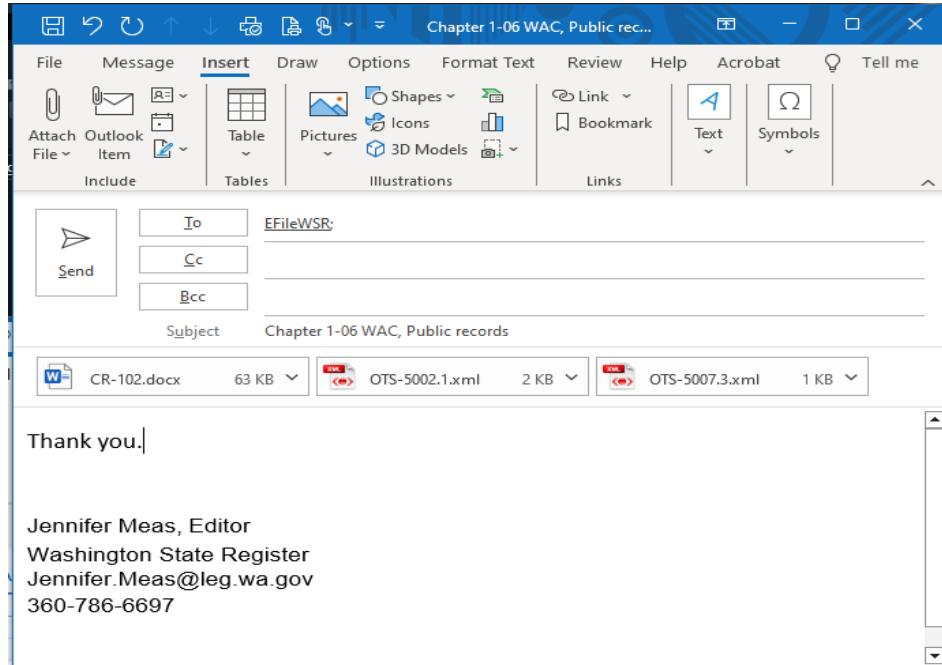 Chapter 1-06 WAC, Public rec...
File Message Insert Draw Options Format Text Review Help Acrobat Tell me
Attach File
Outlook Item
Table
Pictures
Shapes
Icons
3D Models
Link
Bookmark
Text
Symbols
Include Tables Illustrations Links
Send
To EFileWSR;
Cc
Bcc
Subject Chapter 1-06 WAC, Public records
CR-102.docx 63 KB XML OTS-5002.1.xml 2 KB XML OTS-5007.3.xml 1 KB
Thank you.
Jennifer Meas, Editor
Washington State Register
Jennifer.Meas@leg.wa.gov
360-786-6697